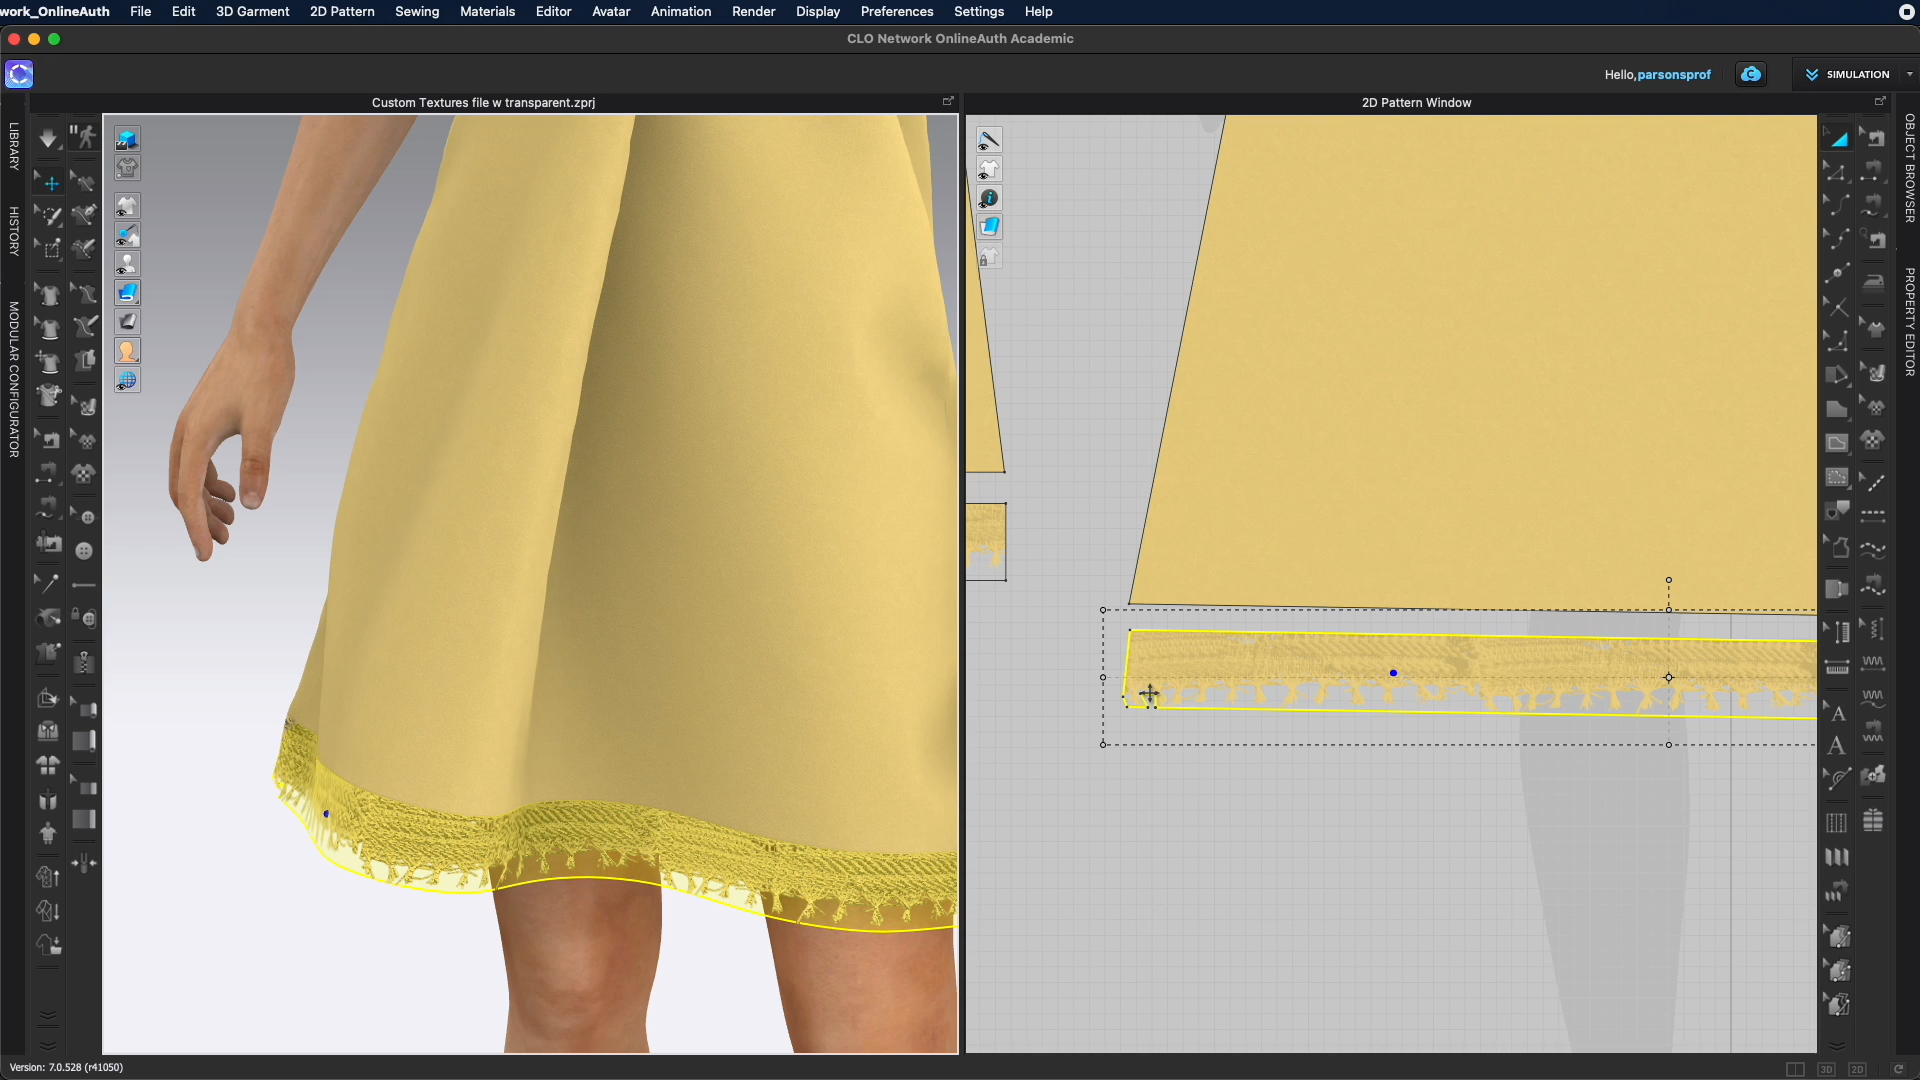 work_OnlineAuth File Edit 3D Garment 2D Pattern Sewing Materials Editor Avatar Animation Render Display Preferences Settings Help
CLO Network OnlineAuth Academic
Hello,parsonsprof
SIMULATION
Custom Textures file w transparent.zprj
2D Pattern Window
LIBRARY
HISTORY
MODULAR CONFIGURATOR
OBJECT BROWSER
PROPERTY EDITOR
A
A
Version: 7.0.528 (r41050)
3D
2D